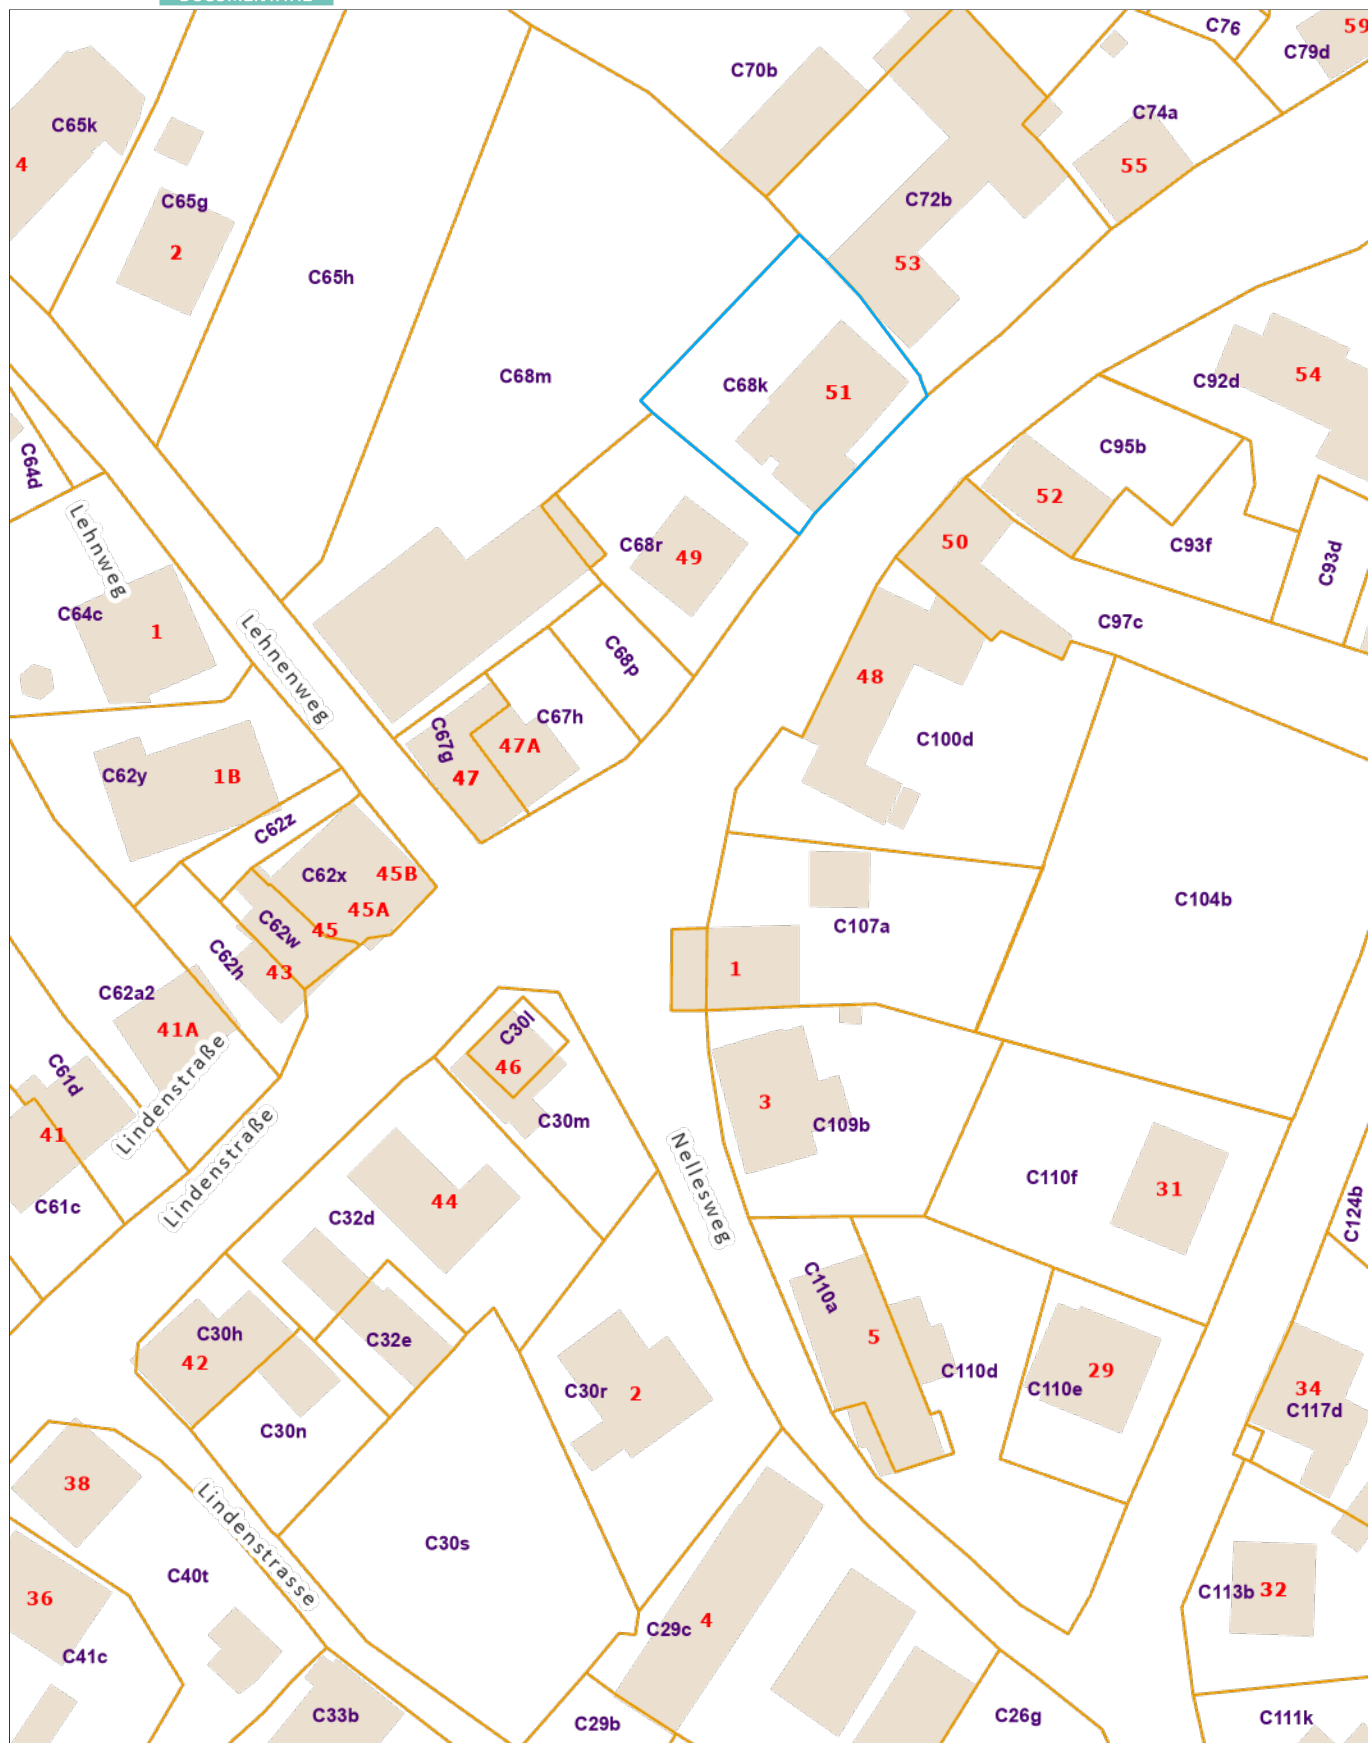 C76
59
C79d
C70b
C65k
C74a
4
55
C65g
C72b
2
53
C65h
C68m
C68k
51
C92d
54
C64d
C95b
52
Lehnweg
50
C68r
49
C93f
C93d
C64c
1
Lehnenweg
C68p
C97c
48
C67g
C67h
47A
47
C100d
C62y
1B
C62z
C62x
45B
45A
C104b
C62w
45
C107a
C62h
43
1
C62a2
41A
C30l
46
C61d
Lindenstraße
41
C30m
3
C109b
Lindenstraße
Nellesweg
C110f
31
C61c
44
C32d
C124b
C110a
C30h
42
C32e
5
C110d
29
C110e
C30r
2
34
C117d
C30n
38
Lindenstrasse
C30s
C40t
36
C29c
4
C113b
32
C41c
C33b
C29b
C26g
C111k